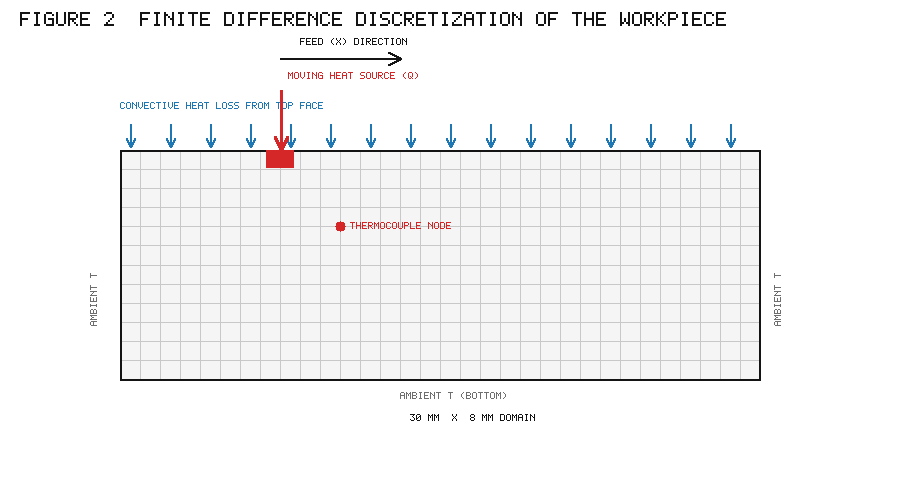 FIGURE 2  FINITE DIFFERENCE DISCRETIZATION OF THE WORKPIECE
FEED (X) DIRECTION
MOVING HEAT SOURCE (Q)
CONVECTIVE HEAT LOSS FROM TOP FACE
THERMOCOUPLE NODE
AMBIENT T
AMBIENT T
AMBIENT T (BOTTOM)
30 MM  X  8 MM DOMAIN